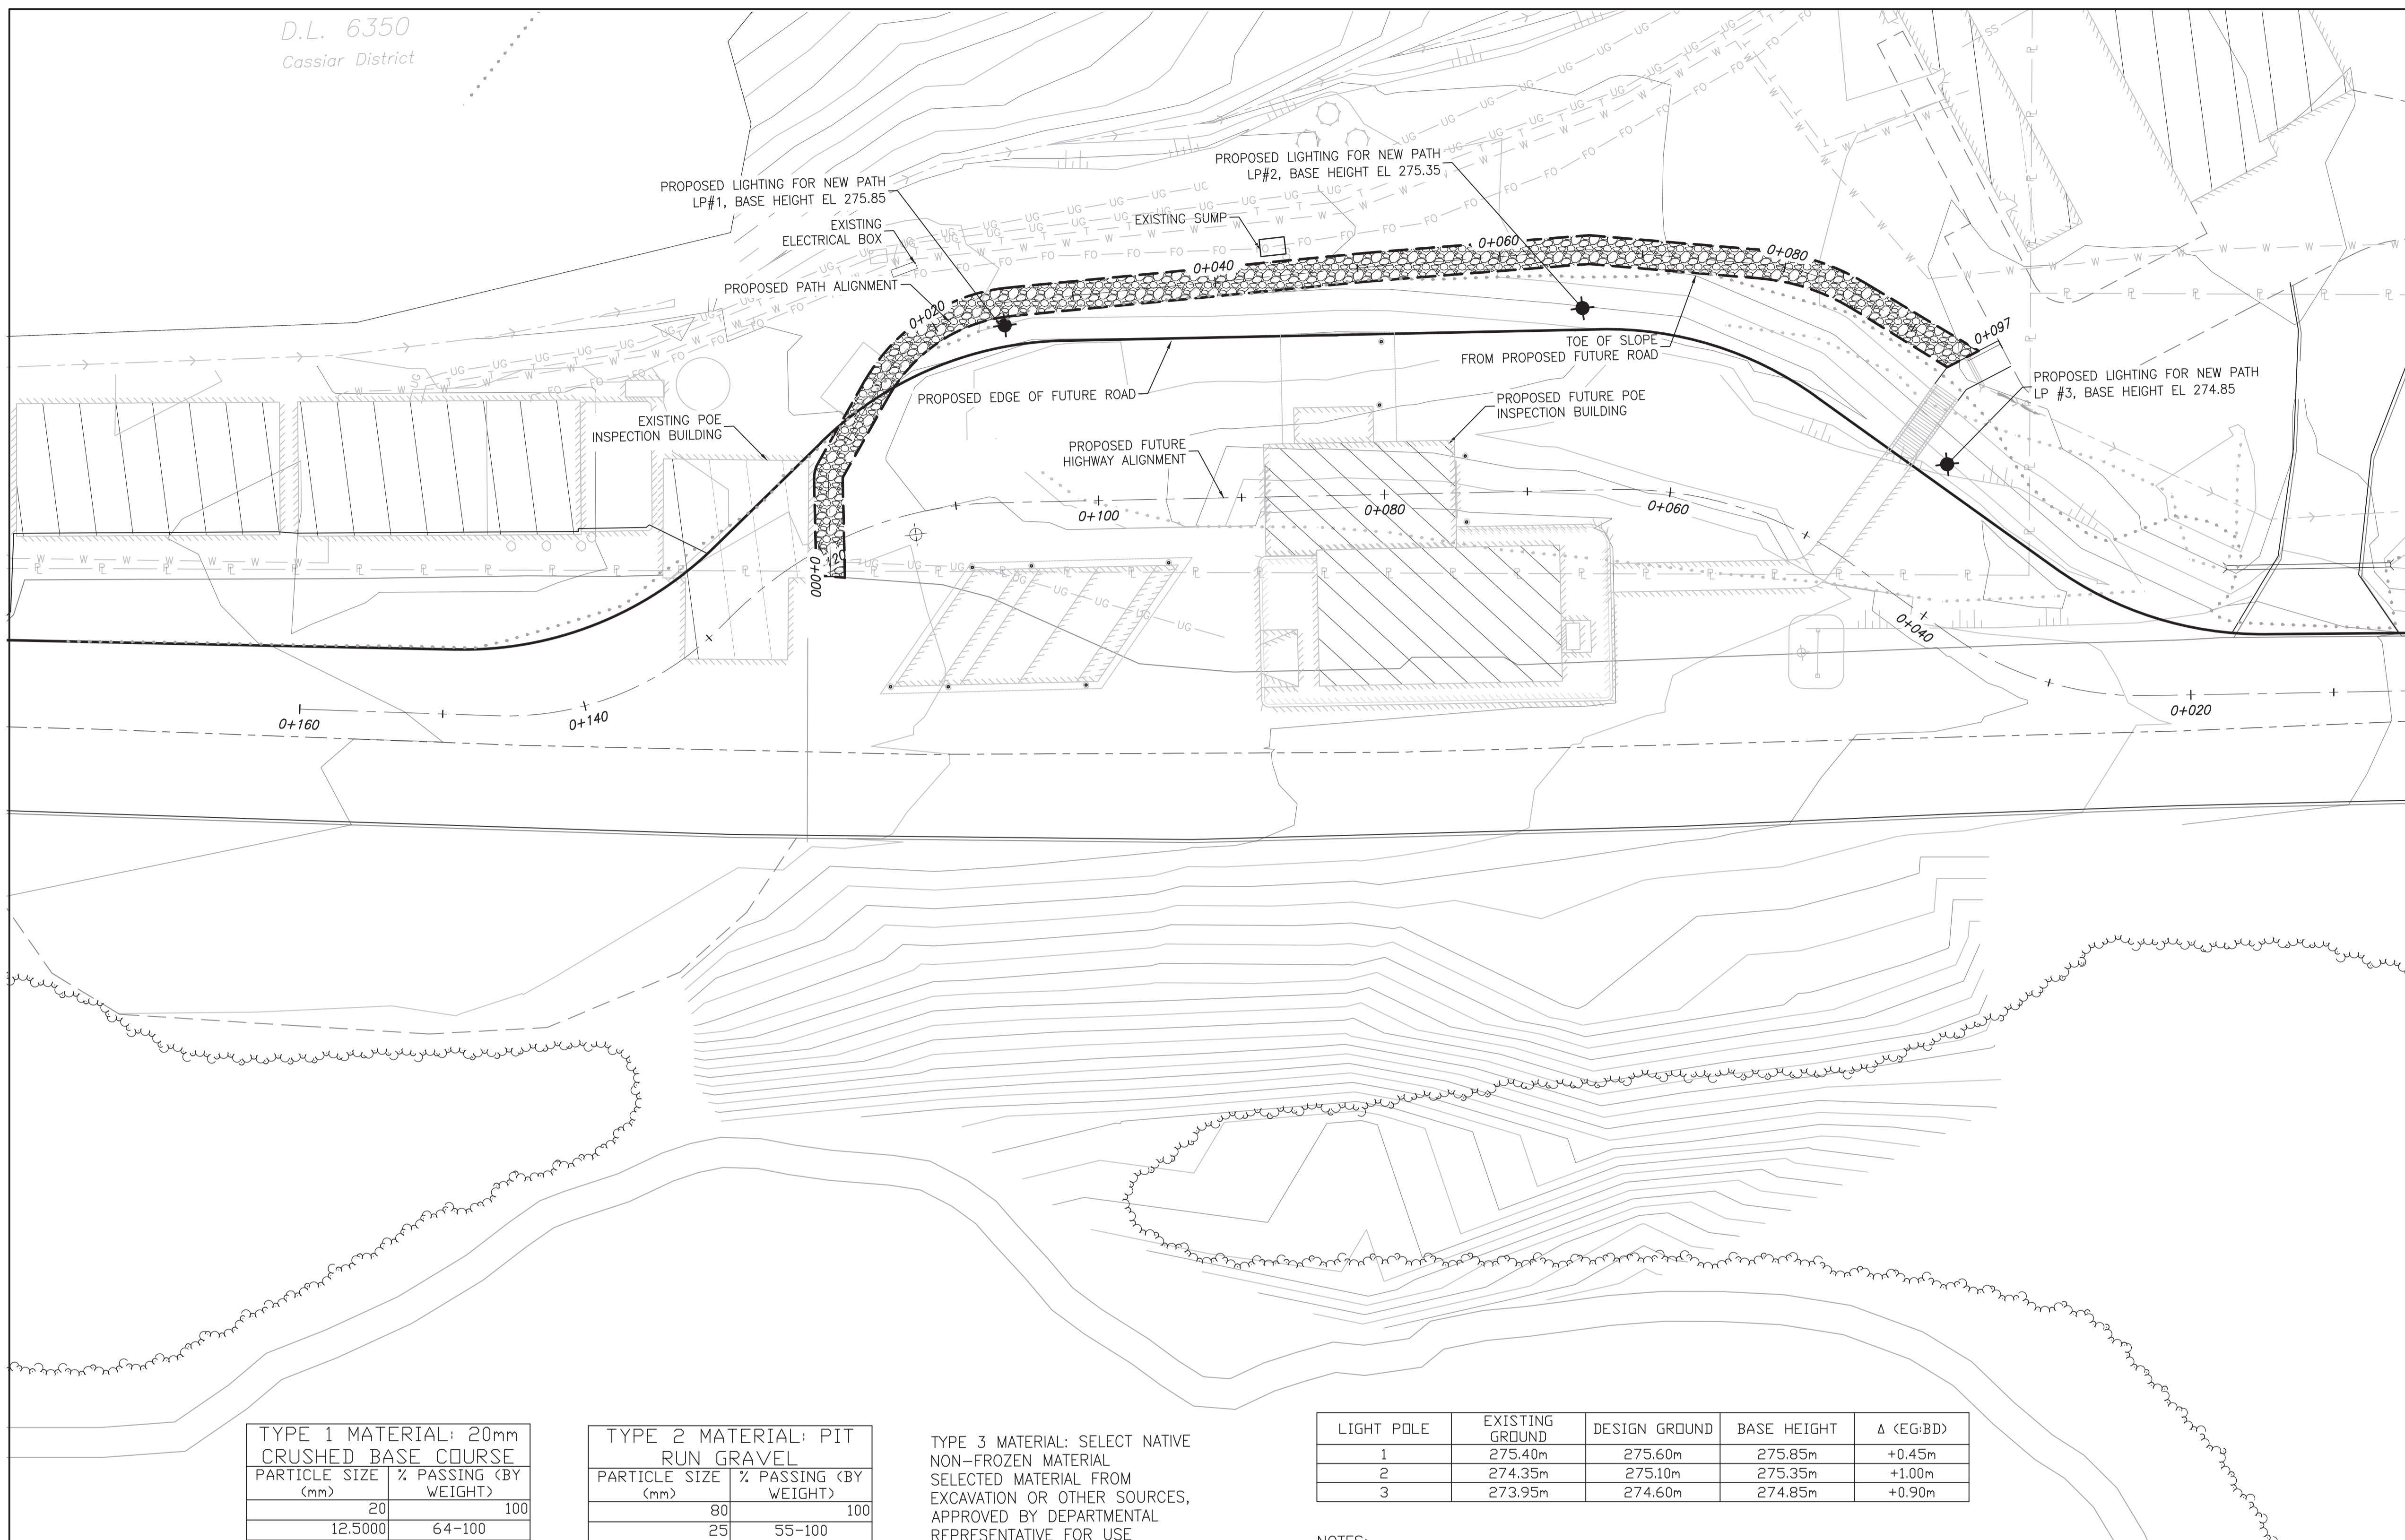 D.L. 6350
Cassiar District
PROPOSED LIGHTING FOR NEW PATH
LP#1, BASE HEIGHT EL 275.85
EXISTING
ELECTRICAL BOX
PROPOSED PATH ALIGNMENT
PROPOSED LIGHTING FOR NEW PATH
LP#2, BASE HEIGHT EL 275.35
EXISTING SUMP
0+020
0+040
0+060
0+080
0+097
TOE OF SLOPE
FROM PROPOSED FUTURE ROAD
PROPOSED LIGHTING FOR NEW PATH
LP #3, BASE HEIGHT EL 274.85
PROPOSED EDGE OF FUTURE ROAD
PROPOSED FUTURE POE
INSPECTION BUILDING
EXISTING POE
INSPECTION BUILDING
PROPOSED FUTURE
HIGHWAY ALIGNMENT
0+000
0+100
0+080
0+060
0+040
0+020
0+160
0+140
TYPE 1 MATERIAL: 20mm
CRUSHED BASE COURSE
PARTICLE SIZE (mm) % PASSING (BY WEIGHT)
20 100
12.5000 64-100
TYPE 2 MATERIAL: PIT
RUN GRAVEL
PARTICLE SIZE (mm) % PASSING (BY WEIGHT)
80 100
25 55-100
TYPE 3 MATERIAL: SELECT NATIVE
NON-FROZEN MATERIAL
SELECTED MATERIAL FROM
EXCAVATION OR OTHER SOURCES,
APPROVED BY DEPARTMENTAL
REPRESENTATIVE FOR USE
LIGHT POLE EXISTING GROUND DESIGN GROUND BASE HEIGHT Δ (EG:BD)
1 275.40m 275.60m 275.85m +0.45m
2 274.35m 275.10m 275.35m +1.00m
3 273.95m 274.60m 274.85m +0.90m
NOTES: